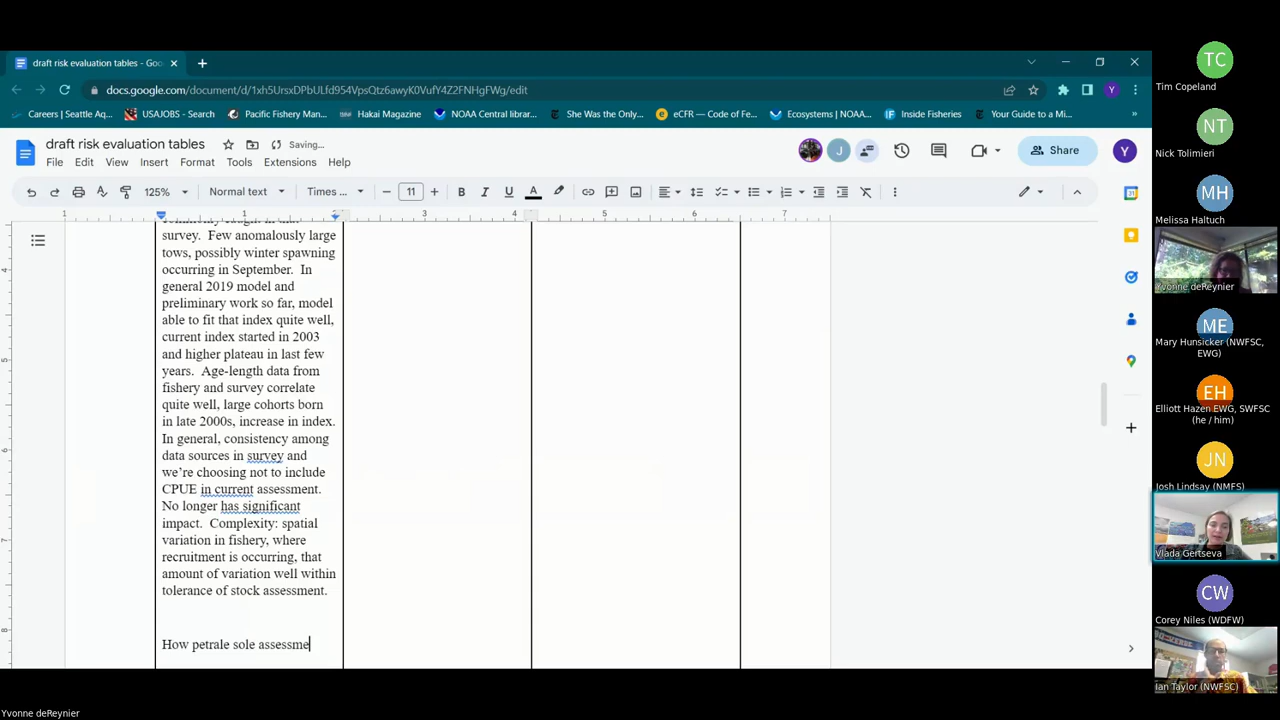 draft risk evaluation tables - Goo
docs.google.com/document/d/1xh5UrsxDPbULfd954VpsQtz6awyK0VufY4Z2FNHgFWg/edit
Careers | Seattle Aq...
USAJOBS - Search
Pacific Fishery Man...
Hakai Magazine
NOAA Central librar...
She Was the Only...
eCFR — Code of Fe...
Ecosystems | NOAA...
Inside Fisheries
Your Guide to a Mi...
draft risk evaluation tables
Saving...
File Edit View Insert Format Tools Extensions Help
J
Share
Y
125%
Normal text
Times ...
11
survey. Few anomalously large
tows, possibly winter spawning
occurring in September. In
general 2019 model and
preliminary work so far, model
able to fit that index quite well,
current index started in 2003
and higher plateau in last few
years. Age-length data from
fishery and survey correlate
quite well, large cohorts born
in late 2000s, increase in index.
In general, consistency among
data sources in survey and
we're choosing not to include
CPUE in current assessment.
No longer has significant
impact. Complexity: spatial
variation in fishery, where
recruitment is occurring, that
amount of variation well within
tolerance of stock assessment.
How petrale sole assessme
TC
Tim Copeland
NT
Nick Tolimieri
MH
Melissa Haltuch
Yvonne deReynier
ME
Mary Hunsicker (NWFSC,
EWG)
EH
Elliott Hazen EWG, SWFSC
(he / him)
JN
Josh Lindsay (NMFS)
Vlada Gertseva
CW
Corey Niles (WDFW)
Ian Taylor (NWFSC)
Yvonne deReynier